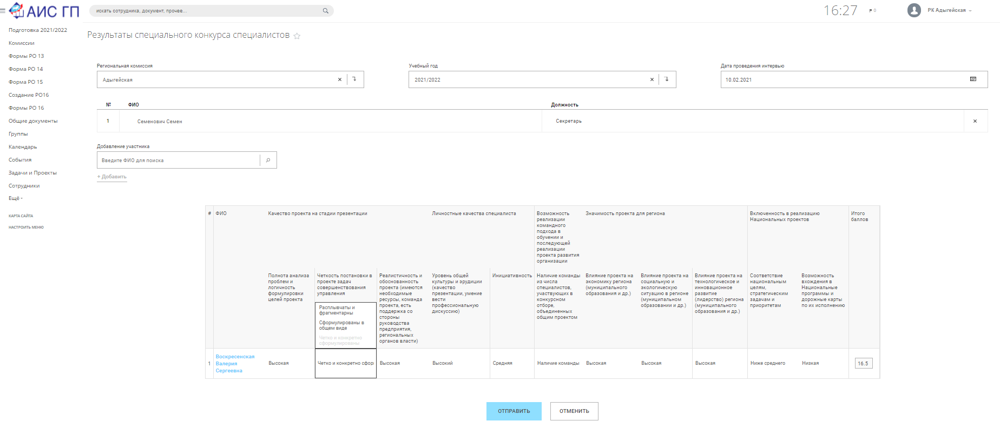 АИС ГП
искать сотрудника, документ, прочее...
16:27
0
РК Адыгейская
Подготовка 2021/2022
Комиссии
Формы РО 13
Форма РО 14
Форма РО 15
Создание РО16
Формы РО 16
Общие документы
Группы
Календарь
События
Задачи и Проекты
Сотрудники
Ещё
КАРТА САЙТА
НАСТРОИТЬ МЕНЮ
Результаты специального конкурса специалистов
Региональная комиссия
Адыгейская
Учебный год
2021/2022
Дата проведения интервью
10.02.2021
№ ФИО Должность
1 Семенович Семен Секретарь
Добавление участника
Введите ФИО для поиска
+ Добавить
# ФИО
Качество проекта на стадии презентации
Личностные качества специалиста
Возможность
реализации
командного
подхода в
обучении и
последующей
реализации
проекта развития
организации
Значимость проекта для региона
Включенность в реализацию
Национальных проектов
Итого
баллов
Полнота анализа
проблем и
логичность
формулировки
целей проекта
Четкость постановки в
проекте задач
совершенствования
управления
Расплывчаты и
фрагментарны
Сформулированы в
общем виде
Четко и конкретно
сформулированы
Реалистичность и
обоснованность
проекта (имеются
необходимые
ресурсы, команда
проекта, есть
поддержка со
стороны
руководства
предприятия,
региональных
органов власти)
Уровень общей
культуры и эрудиции
(качество
презентации, умение
вести
профессиональную
дискуссию)
Инициативность
Наличие команды
из числа
специалистов,
участвующих в
конкурсном
отборе,
объединенных
общим проектом
Влияние проекта на
экономику региона
(муниципального
образования и др.)
Влияние проекта на
социальную и
экологическую
ситуацию в регионе
(муниципальном
образовании и др.)
Влияние проекта на
технологическое и
инновационное
развитие
(лидерство) региона
(муниципального
образования и др.)
Соответствие
национальным
целям,
стратегическим
задачам и
приоритетам
Возможность
вхождения в
Национальные
программы и
дорожные карты
по их исполнению
1
Воскресенская
Валерия
Сергеевна
Высокая
Четко и конкретно сфор
Высокая
Высокий
Средняя
Наличие команды
Высокая
Высокая
Высокая
Ниже среднего
Низкая
16.5
ОТПРАВИТЬ
ОТМЕНИТЬ